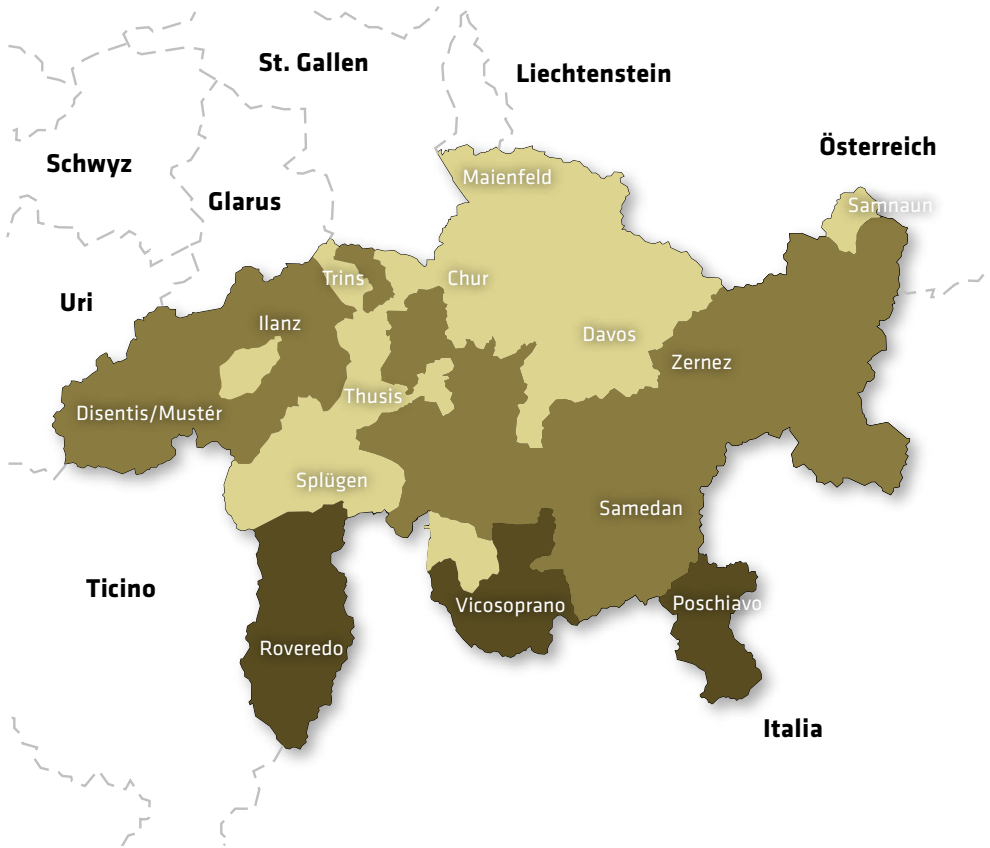 St. Gallen
Liechtenstein
Österreich
Schwyz
Maienfeld
Glarus
Samnaun
Trins
Chur
Uri
Ilanz
Davos
Zernez
Thusis
Disentis/Mustér
Splügen
Samedan
Ticino
Vicosoprano
Poschiavo
Roveredo
Italia